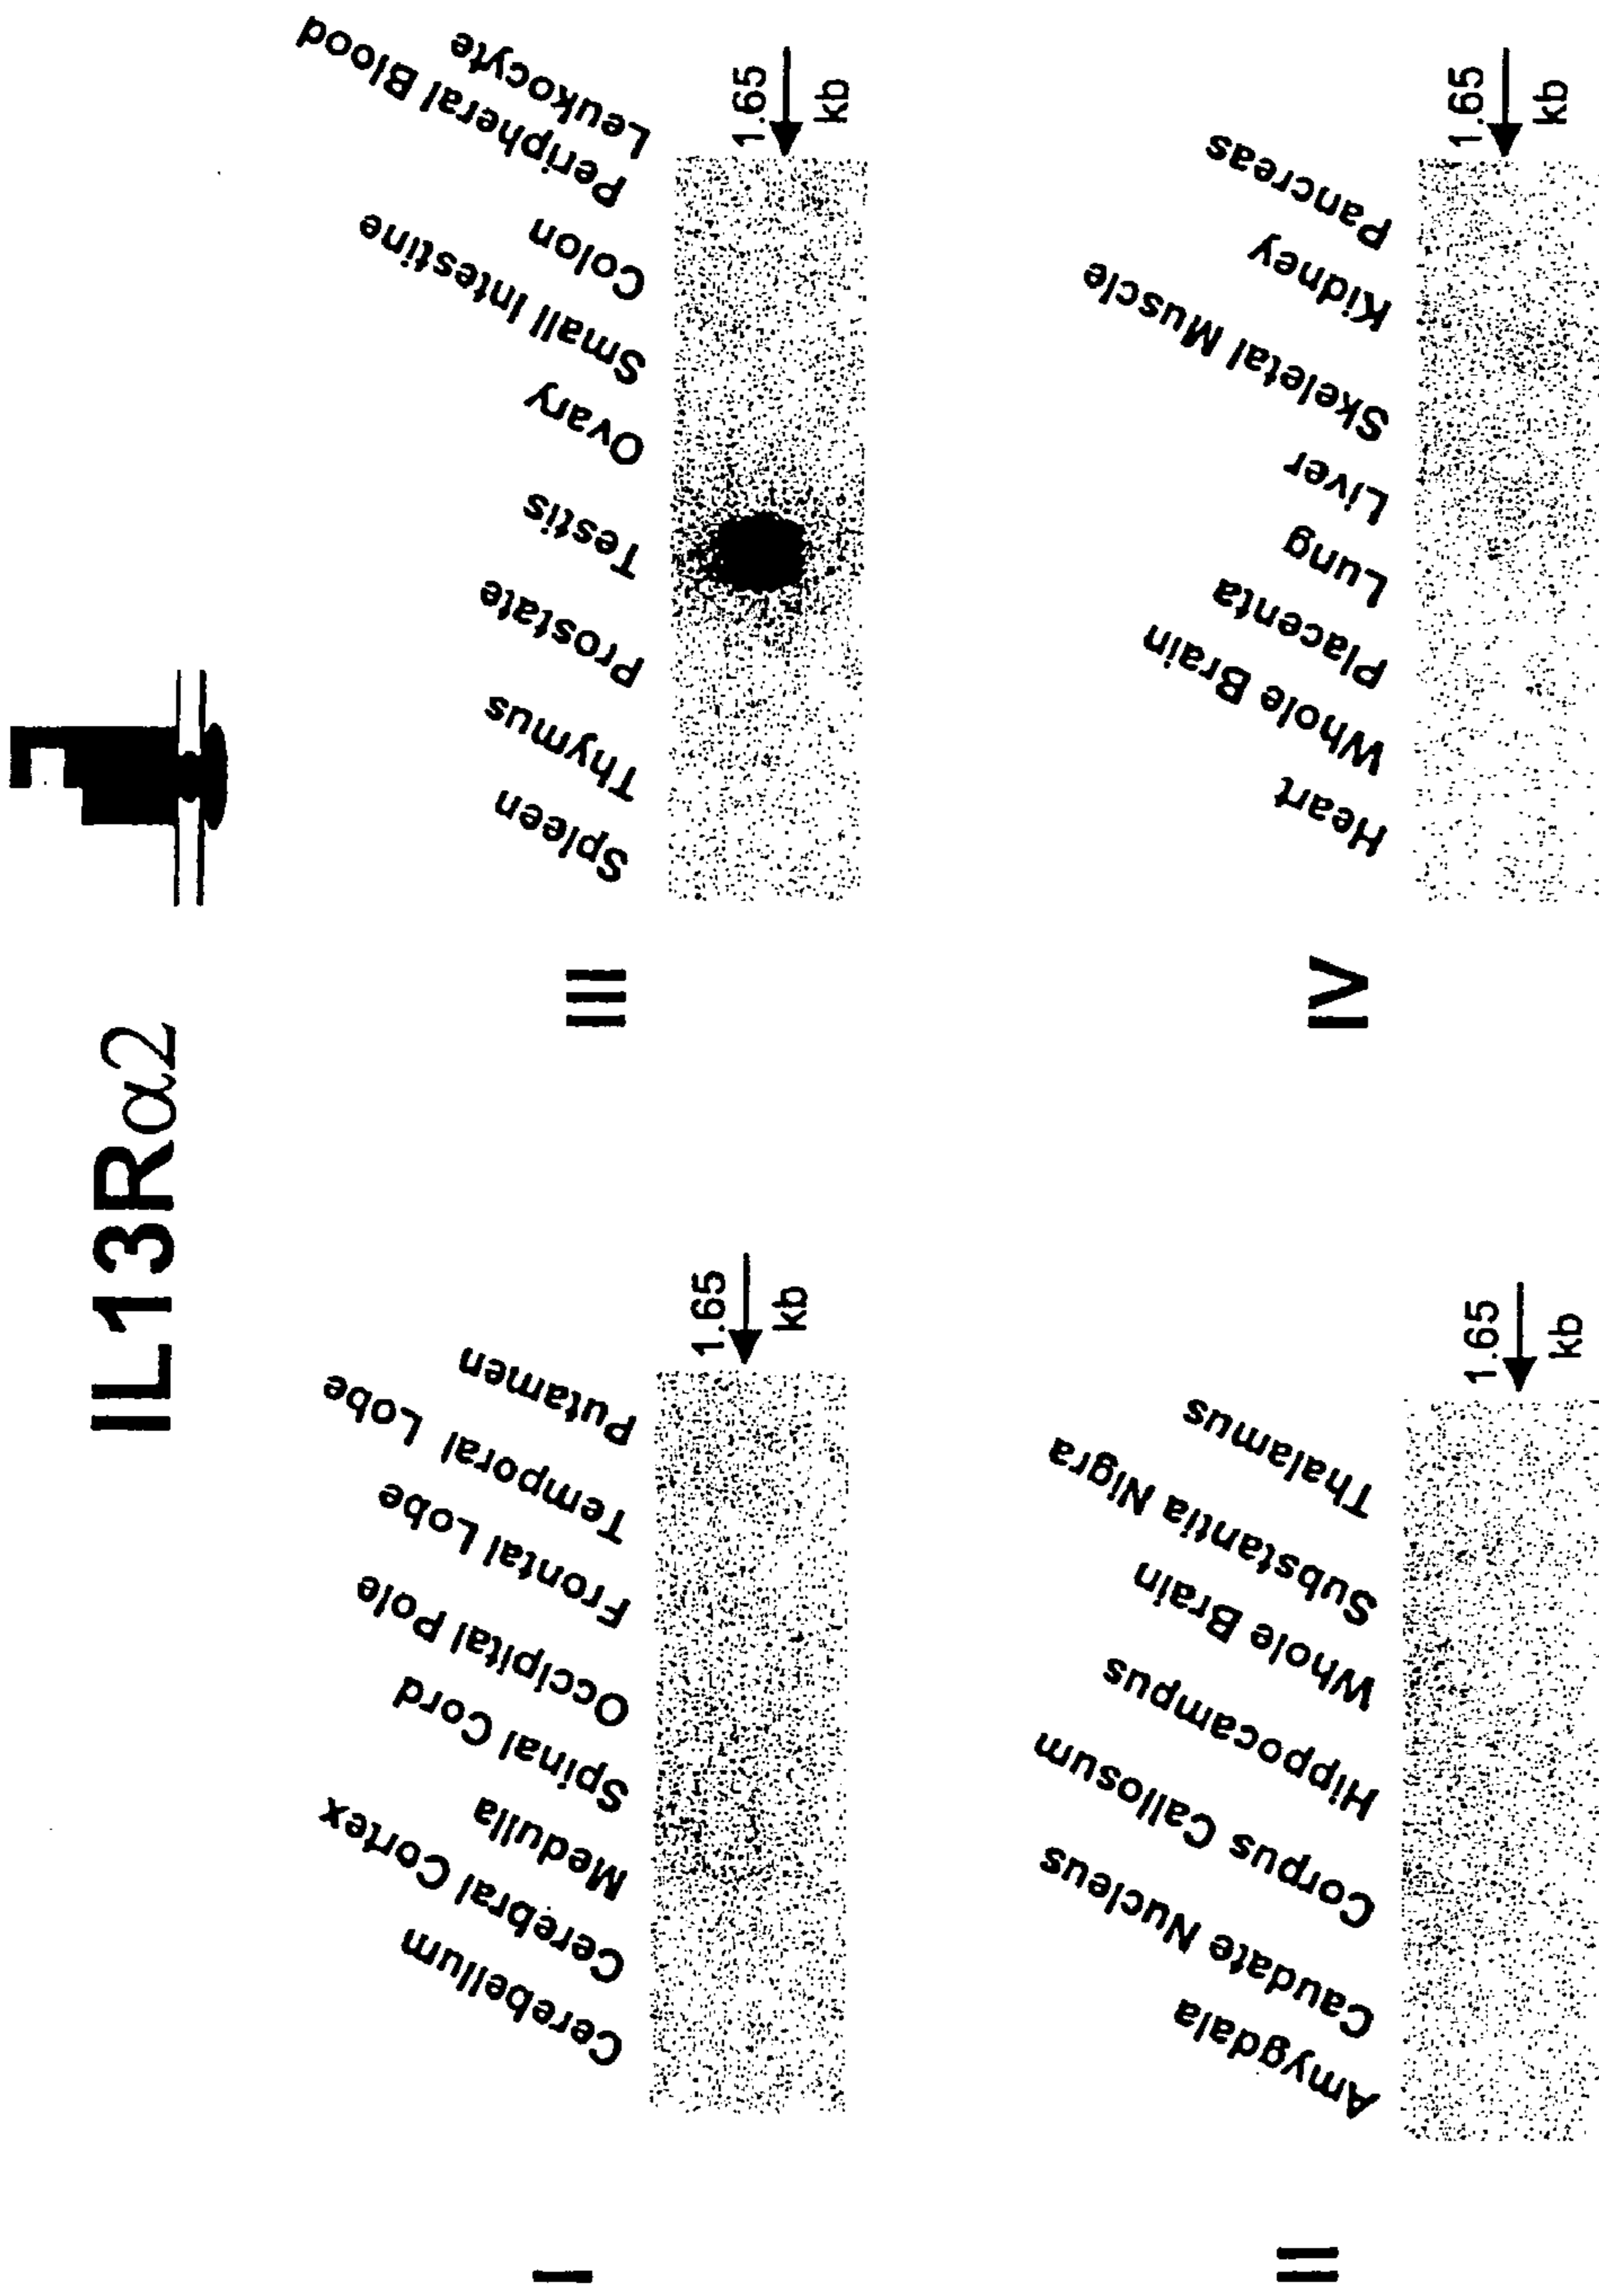 IL13Rα2
I
Cerebellum
Cerebral Cortex
Medulla
Spinal Cord
Occipital Pole
Frontal Lobe
Temporal Lobe
Putamen
1.65
kb
II
Amygdala
Caudate Nucleus
Corpus Callosum
Hippocampus
Whole Brain
Substantia Nigra
Thalamus
1.65
kb
III
Spleen
Thymus
Prostate
Testis
Ovary
Small Intestine
Colon
Peripheral Blood
Leukocyte
1.65
kb
IV
Heart
Whole Brain
Placenta
Lung
Liver
Skeletal Muscle
Kidney
Pancreas
1.65
kb